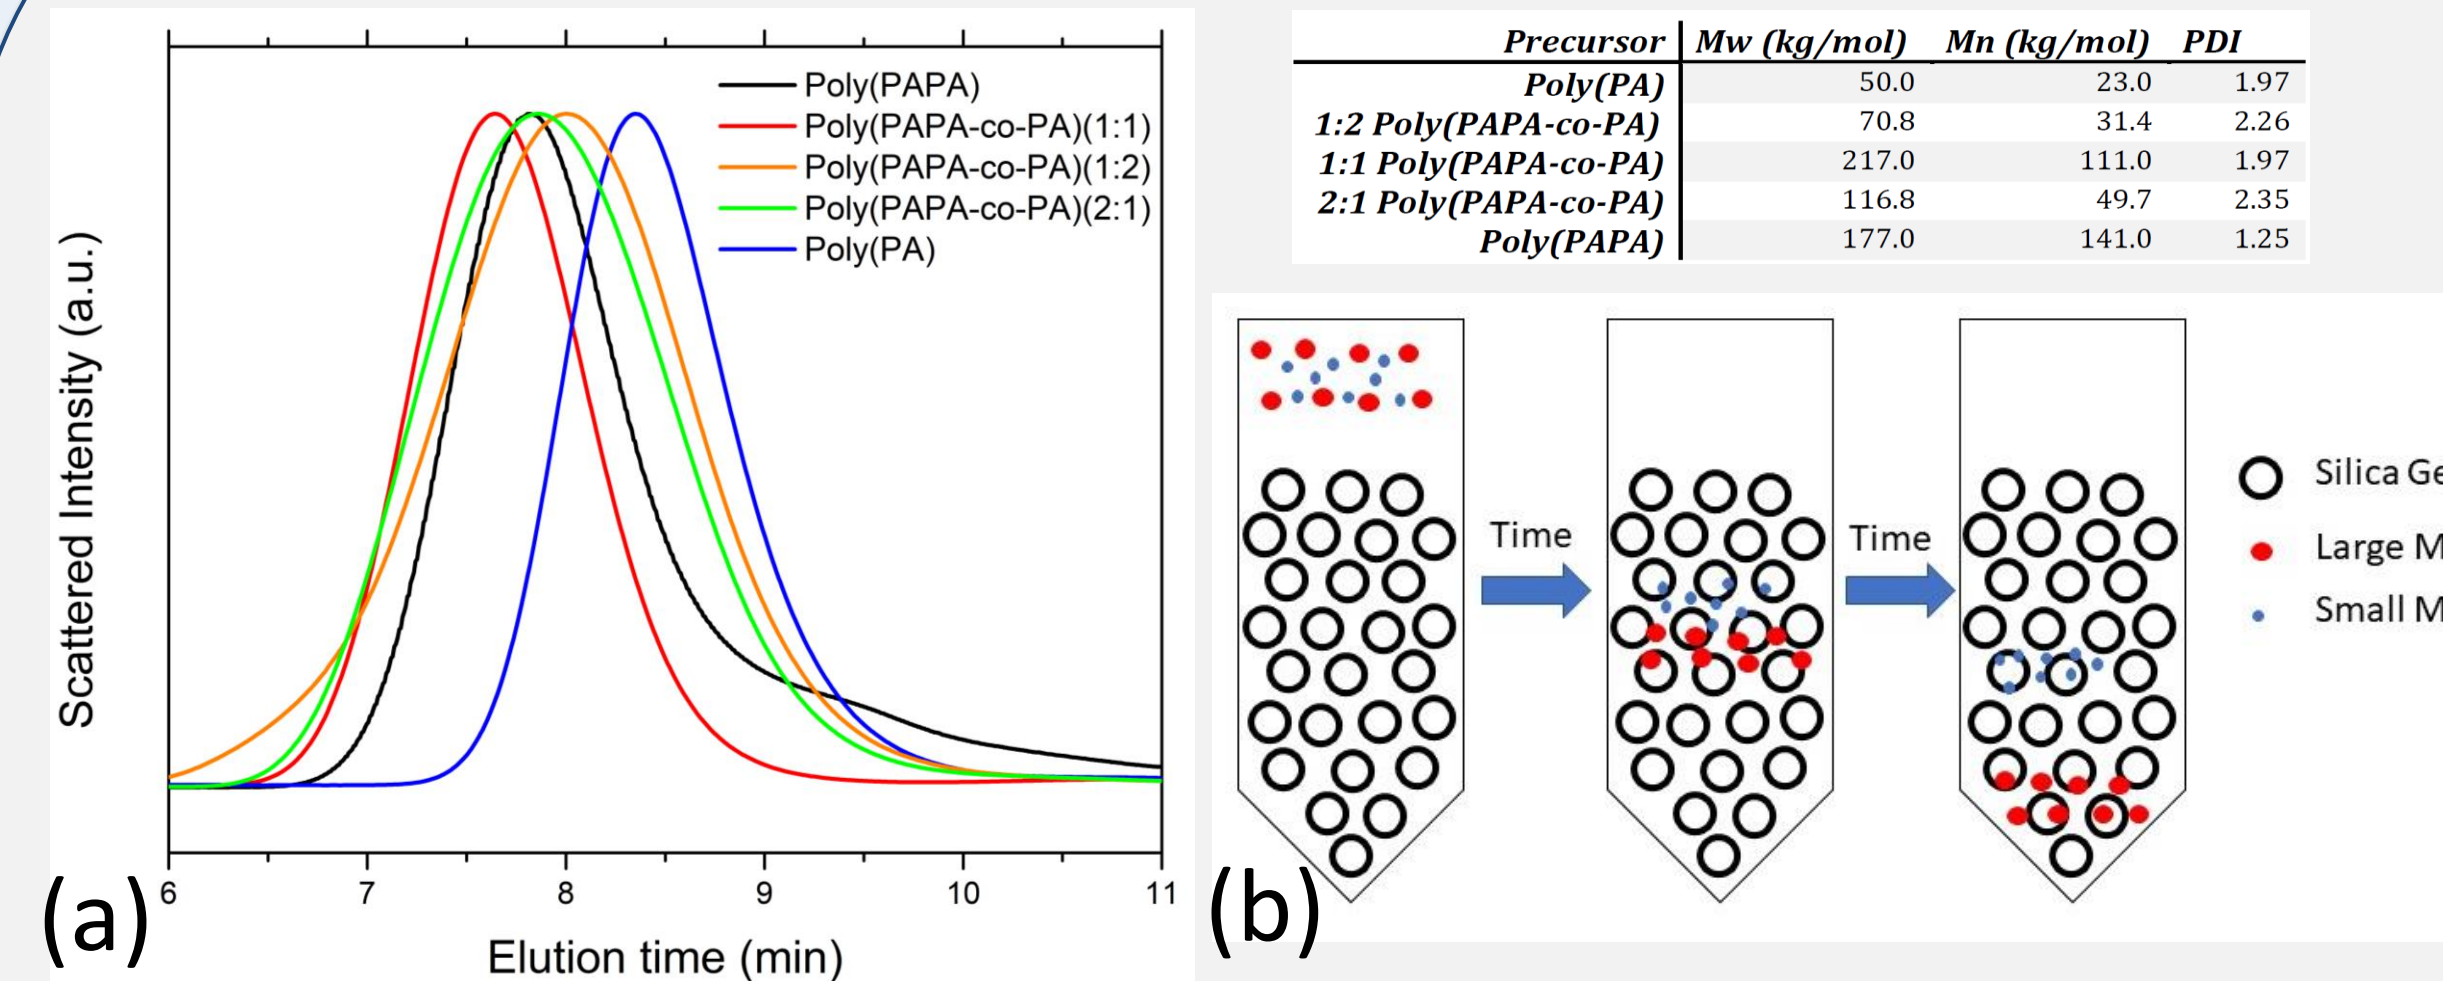 Poly(PAPA)
Poly(PAPA-co-PA)(1:1)
Poly(PAPA-co-PA)(1:2)
Poly(PAPA-co-PA)(2:1)
Poly(PA)
Scattered Intensity (a.u.)
6 7 8 9 10 11
Elution time (min)
(a)
Precursor Mw (kg/mol) Mn (kg/mol) PDI
Poly(PA) 50.0 23.0 1.97
1:2 Poly(PAPA-co-PA) 70.8 31.4 2.26
1:1 Poly(PAPA-co-PA) 217.0 111.0 1.97
2:1 Poly(PAPA-co-PA) 116.8 49.7 2.35
Poly(PAPA) 177.0 141.0 1.25
Time
Time
Silica Ge
Large M
Small M
(b)